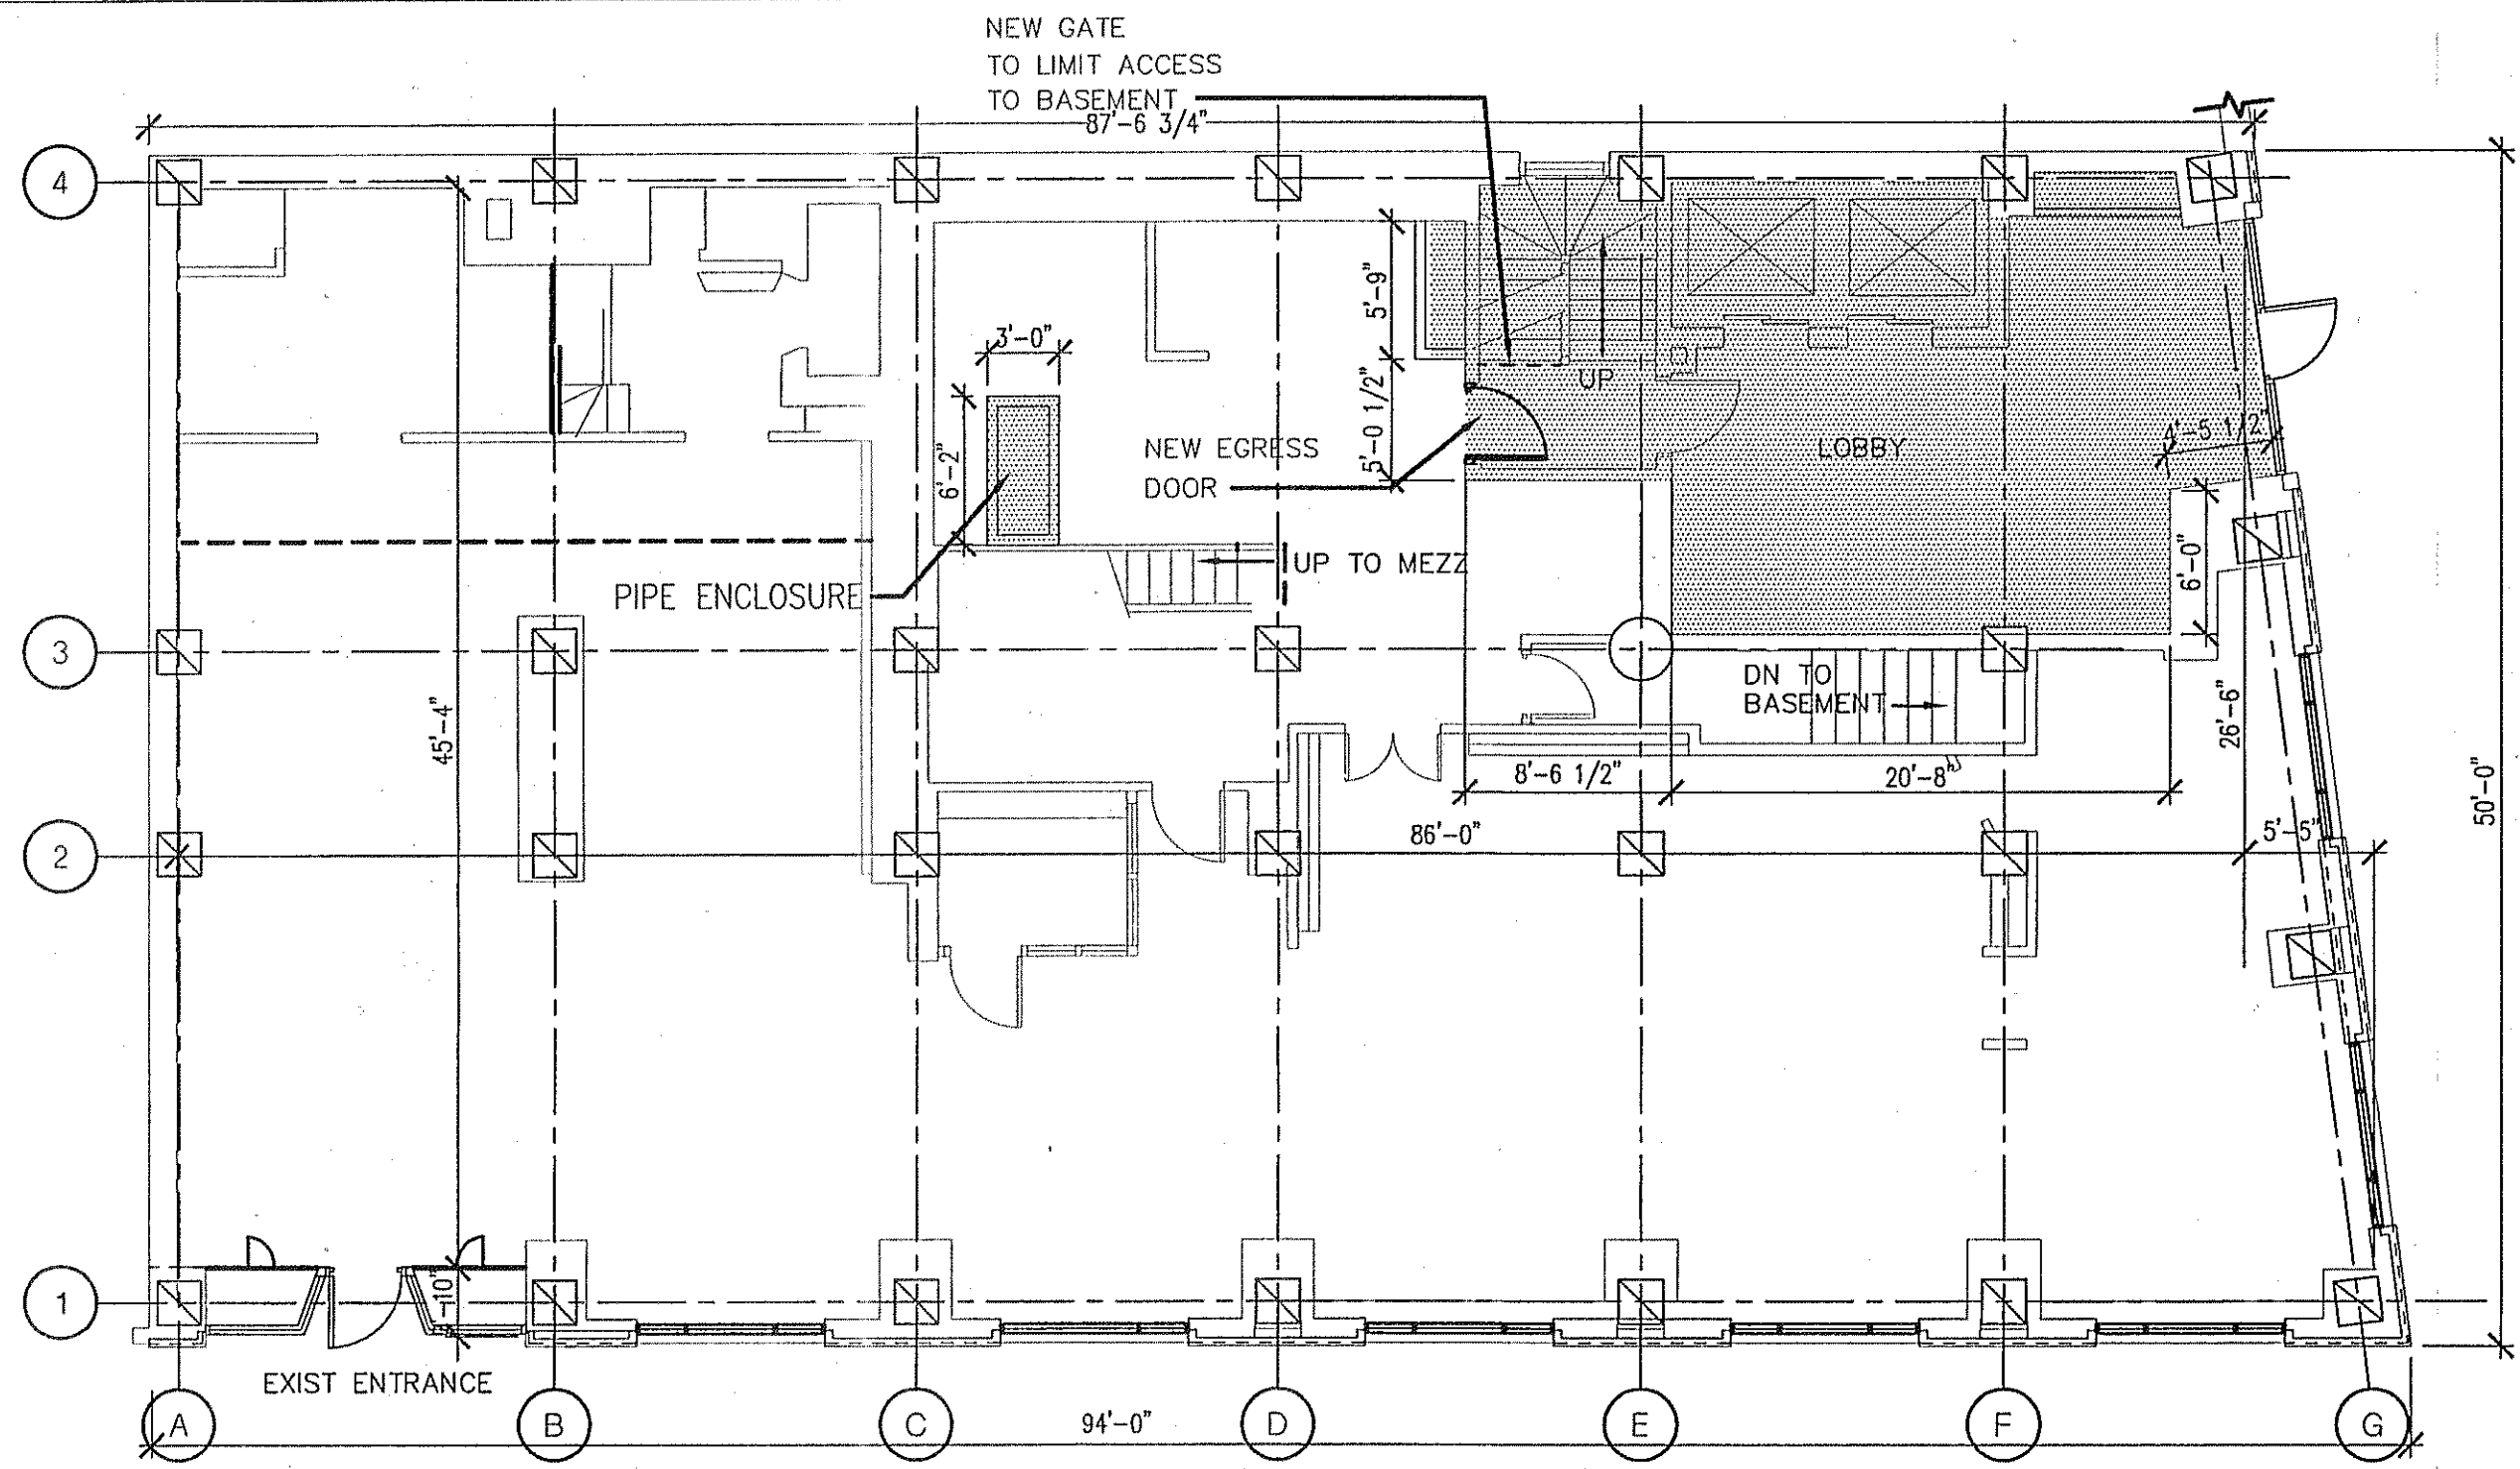 NEW GATE
TO LIMIT ACCESS
TO BASEMENT
87'-6 3/4"
4
5'-9"
3'-0"
UP
5'-0 1/2"
NEW EGRESS
DOOR
LOBBY
4'-5 1/2"
6'-2"
UP TO MEZZ
6'-0"
PIPE ENCLOSURE
3
DN TO
BASEMENT
45'-4"
26'-6"
8'-6 1/2"
20'-8"
50'-0"
2
86'-0"
5'-5"
1
EXIST ENTRANCE
A
B
C
94'-0"
D
E
F
G